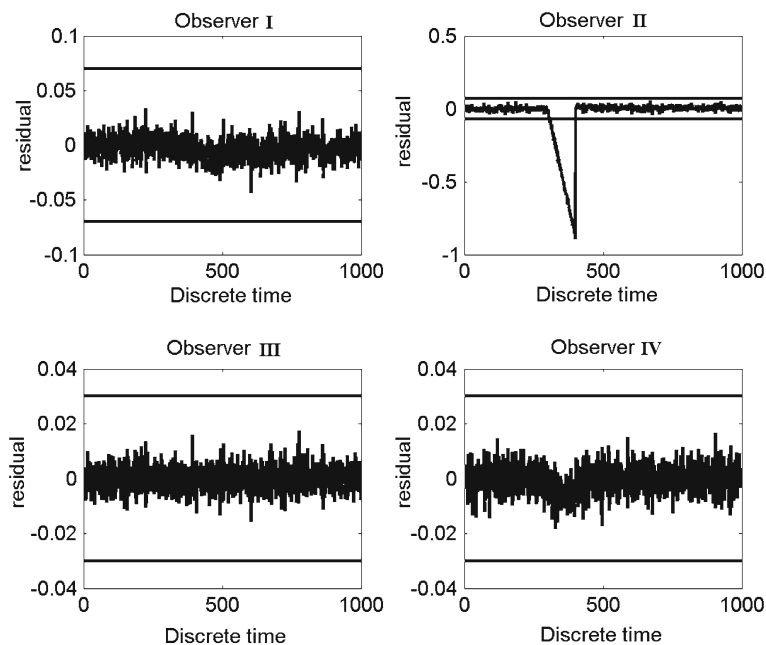 Observer I
0.1
0.05
0
-0.05
-0.1
residual
0
500
1000
Discrete time
Observer II
0.5
0
-0.5
-1
residual
0
500
1000
Discrete time
Observer III
0.04
0.02
0
-0.02
-0.04
residual
0
500
1000
Discrete time
Observer IV
0.04
0.02
0
-0.02
-0.04
residual
0
500
1000
Discrete time